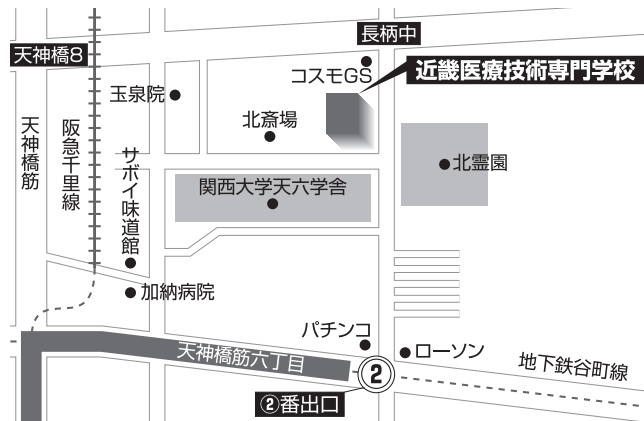 長柄中
天神橋8
コスモGS
近畿医療技術専門学校
玉泉院
北斎場
天神橋筋
阪急千里線
サボイ味道館
北霊園
関西大学天六学舎
加納病院
パチンコ
ローソン
天神橋筋六丁目
②
地下鉄谷町線
②番出口